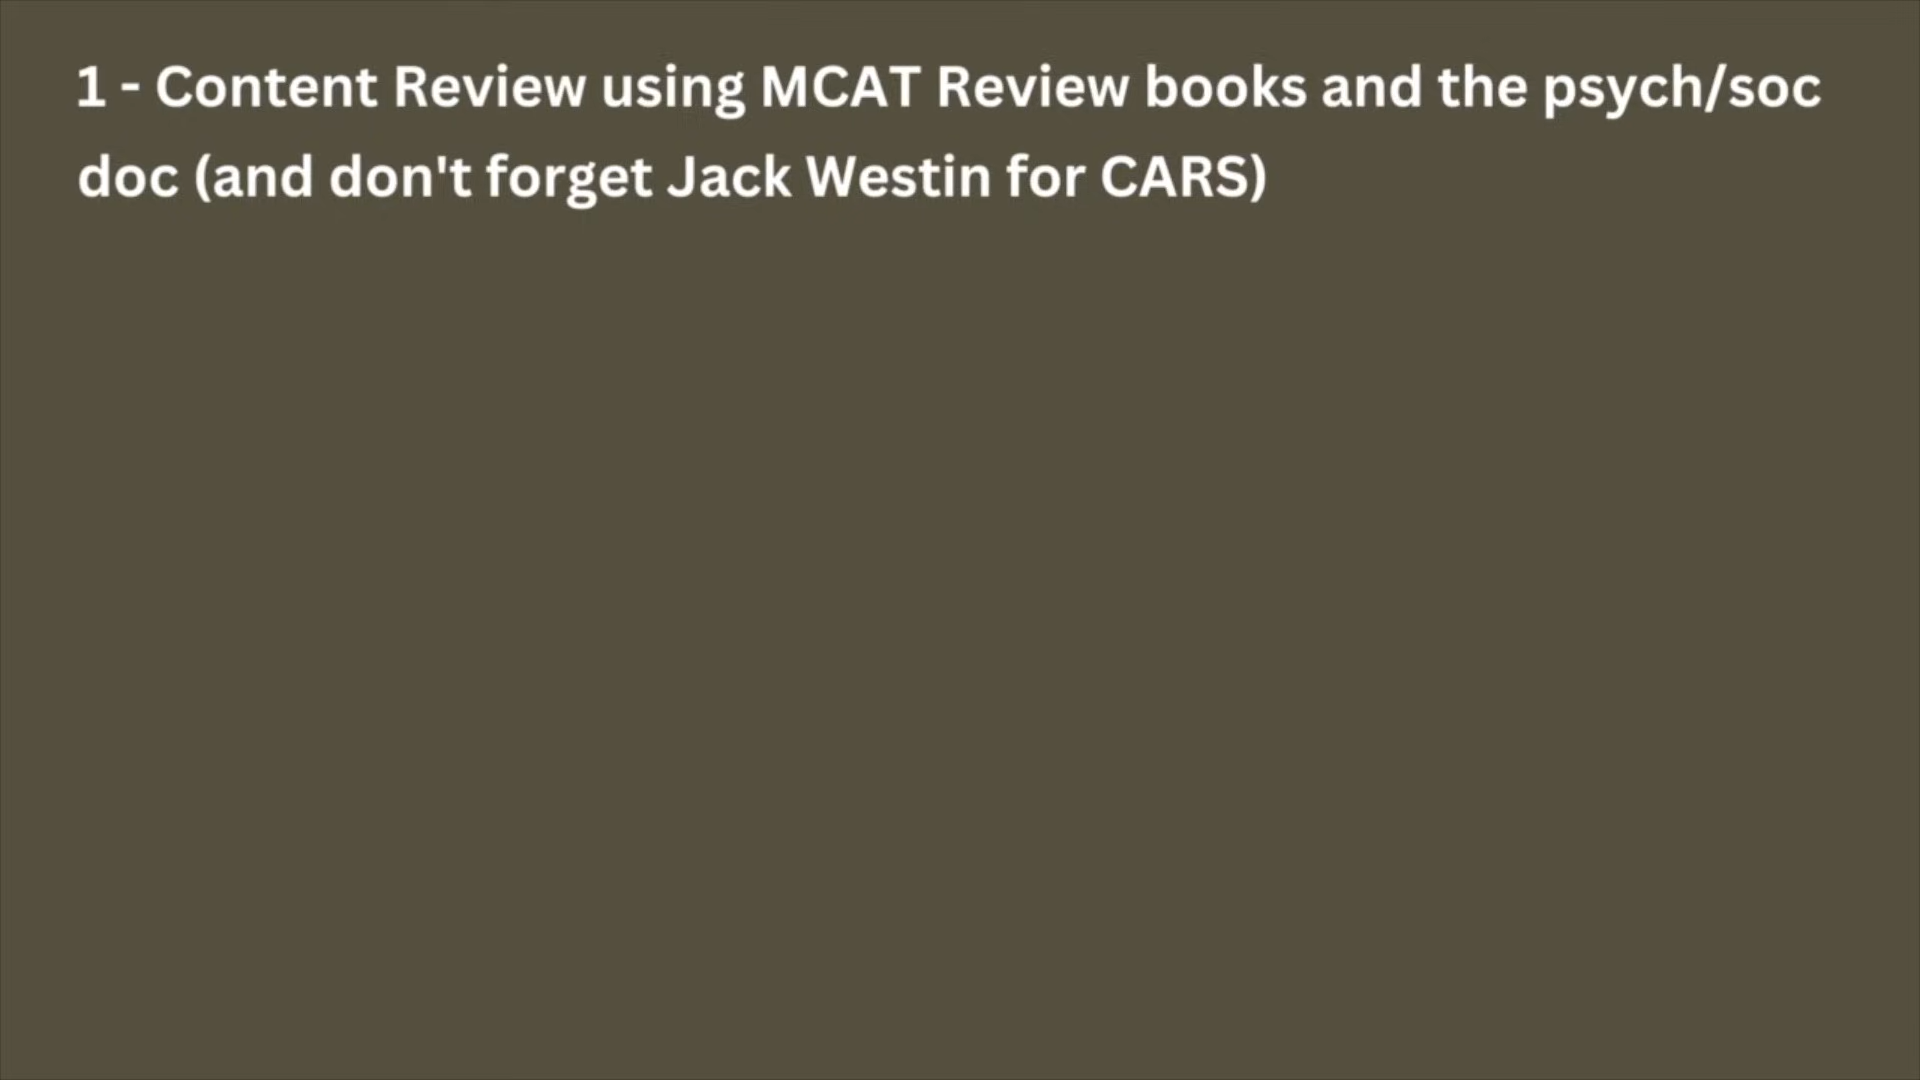 1 - Content Review using MCAT Review books and the psych/soc
doc (and don't forget Jack Westin for CARS)